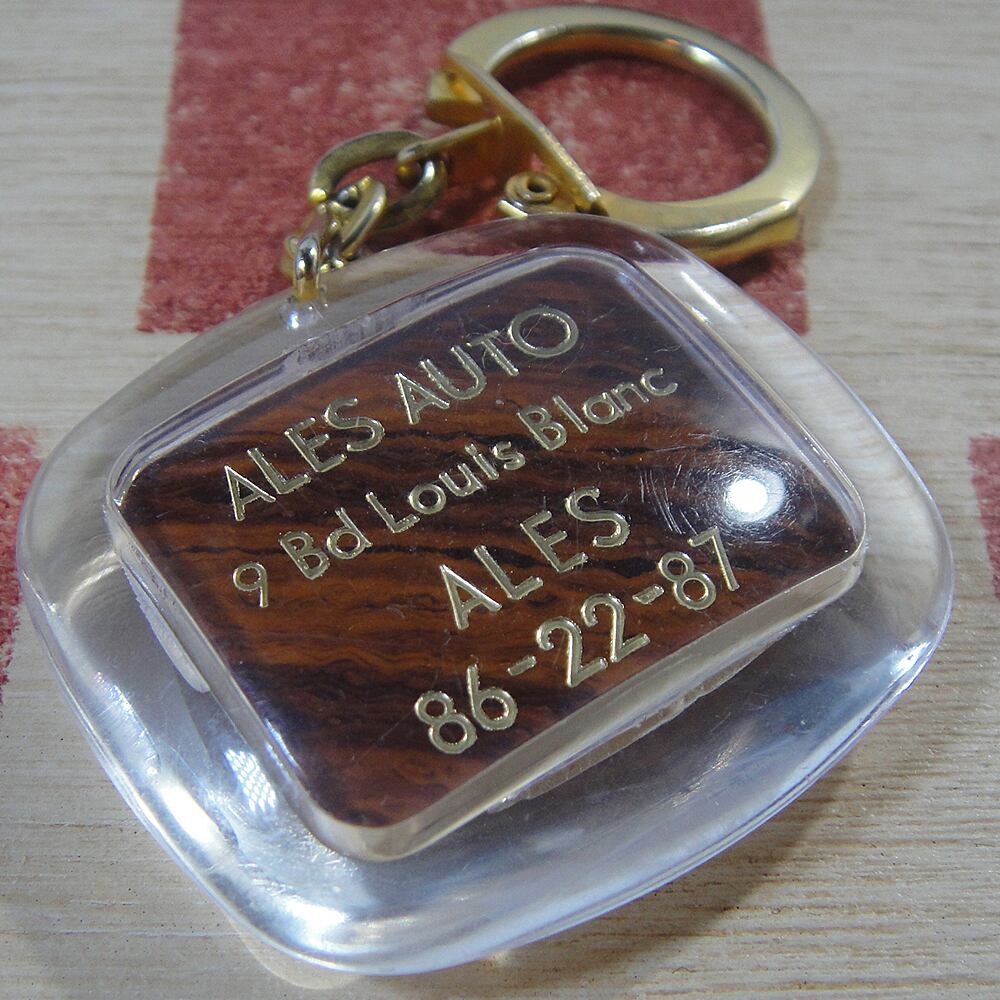 ALES AUTO
9 Bd Louis Blanc
ALES
86-22-87